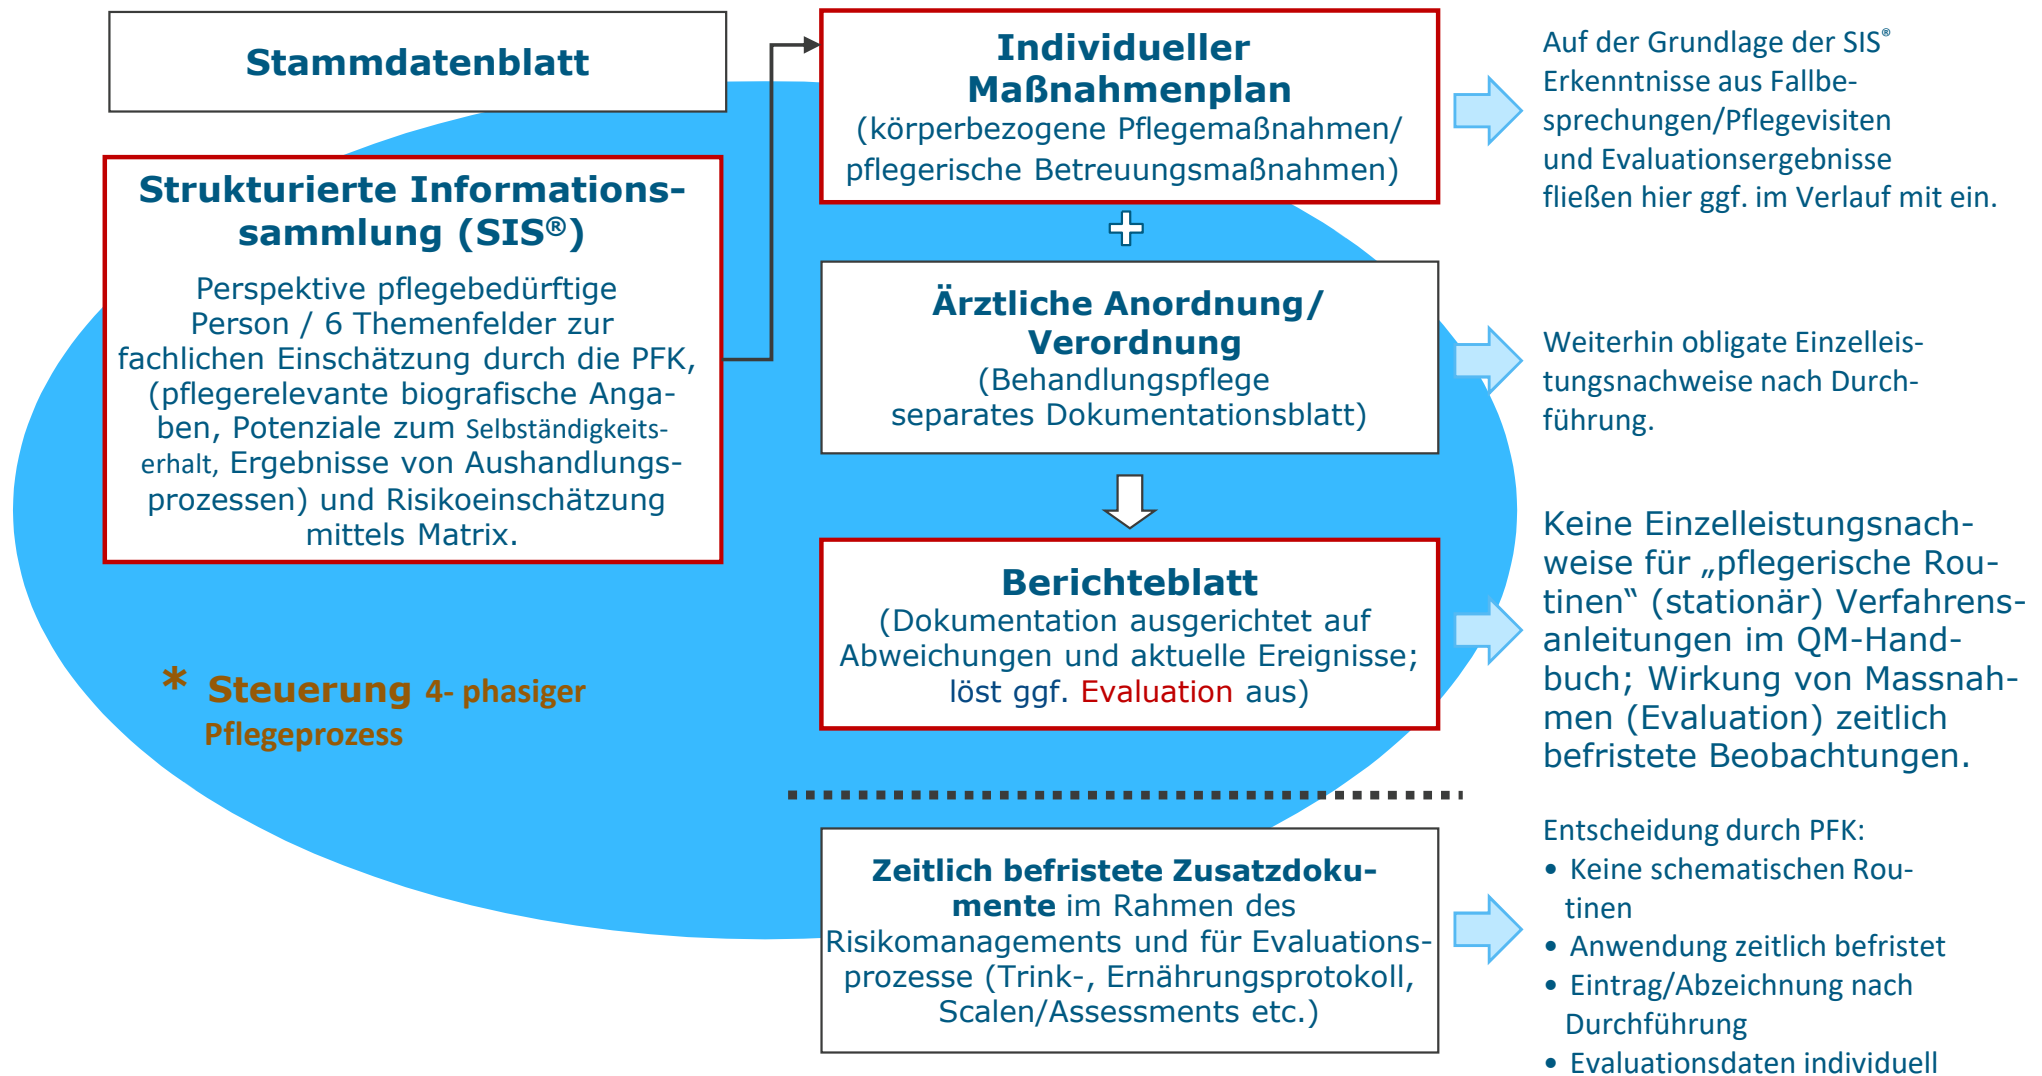 Stammdatenblatt
Strukturierte Informations-
sammlung (SIS®)
Perspektive pflegebedürftige
Person / 6 Themenfelder zur
fachlichen Einschätzung durch die PFK,
(pflegerelevante biografische Anga-
ben, Potenziale zum Selbständigkeits-
erhalt, Ergebnisse von Aushandlungs-
prozessen) und Risikoeinschätzung
mittels Matrix.
* Steuerung 4- phasiger
Pflegeprozess
Individueller
Maßnahmenplan
(körperbezogene Pflegemaßnahmen/
pflegerische Betreuungsmaßnahmen)
Ärztliche Anordnung/
Verordnung
(Behandlungspflege
separates Dokumentationsblatt)
Berichteblatt
(Dokumentation ausgerichtet auf
Abweichungen und aktuelle Ereignisse;
löst ggf. Evaluation aus)
Zeitlich befristete Zusatzdoku-
mente im Rahmen des
Risikomanagements und für Evaluations-
prozesse (Trink-, Ernährungsprotokoll,
Scalen/Assessments etc.)
Auf der Grundlage der SIS®
Erkenntnisse aus Fallbe-
sprechungen/Pflegevisiten
und Evaluationsergebnisse
fließen hier ggf. im Verlauf mit ein.
Weiterhin obligate Einzelleis-
tungsnachweise nach Durch-
führung.
Keine Einzelleistungsnach-
weise für „pflegerische Rou-
tinen“ (stationär) Verfahrens-
anleitungen im QM-Hand-
buch; Wirkung von Massnah-
men (Evaluation) zeitlich
befristete Beobachtungen.
Entscheidung durch PFK:
• Keine schematischen Rou-
tinen
• Anwendung zeitlich befristet
• Eintrag/Abzeichnung nach
Durchführung
• Evaluationsdaten individuell